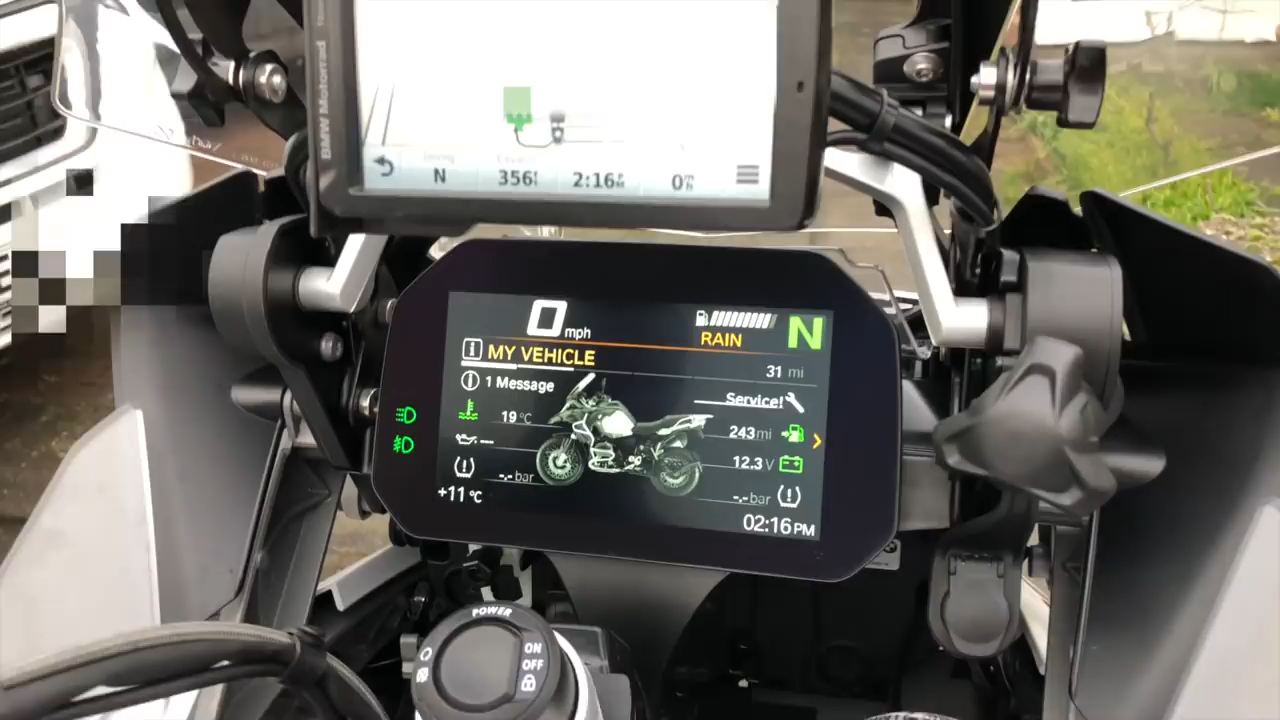 BMW Motorrad
N 356 2:16 0
0 mph
RAIN N
MY VEHICLE 31 mi
1 Message
Service!
19 °C
243 mi
---
12.3 V
-.- bar
-.- bar
+11 °C
02:16 PM
POWER
ON
OFF